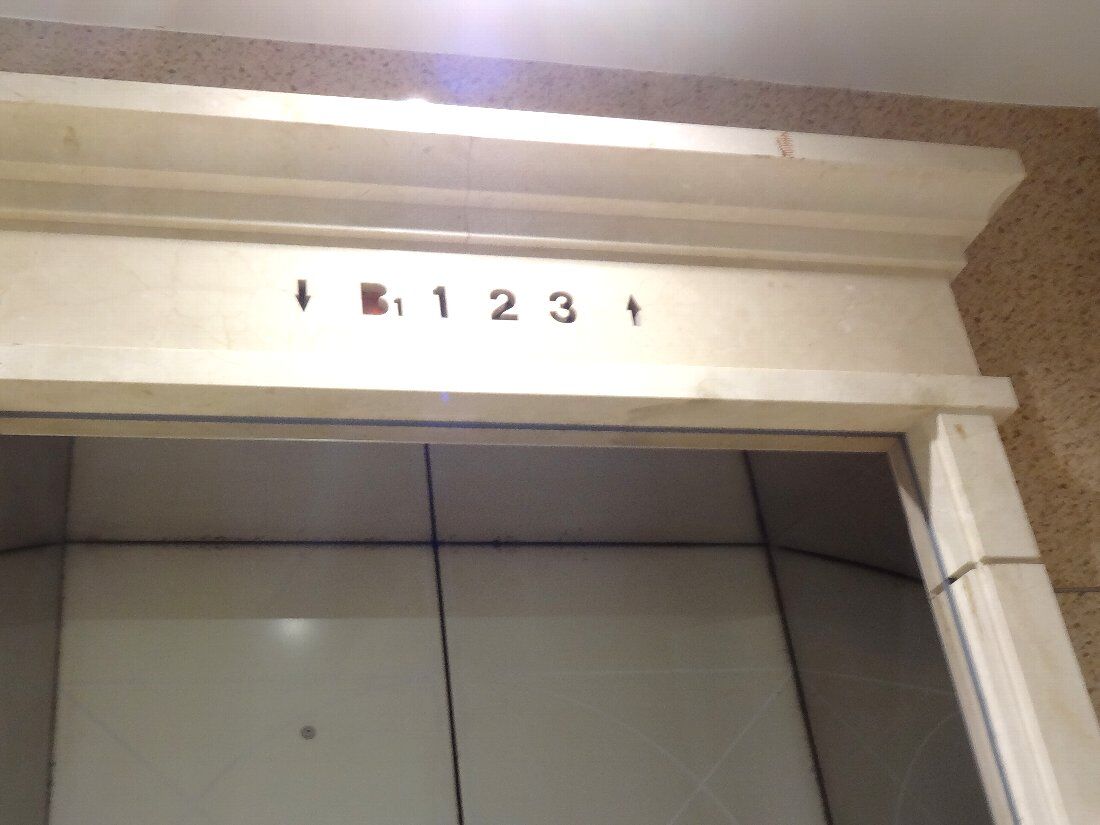 ↓ B1 1 2 3 ↑